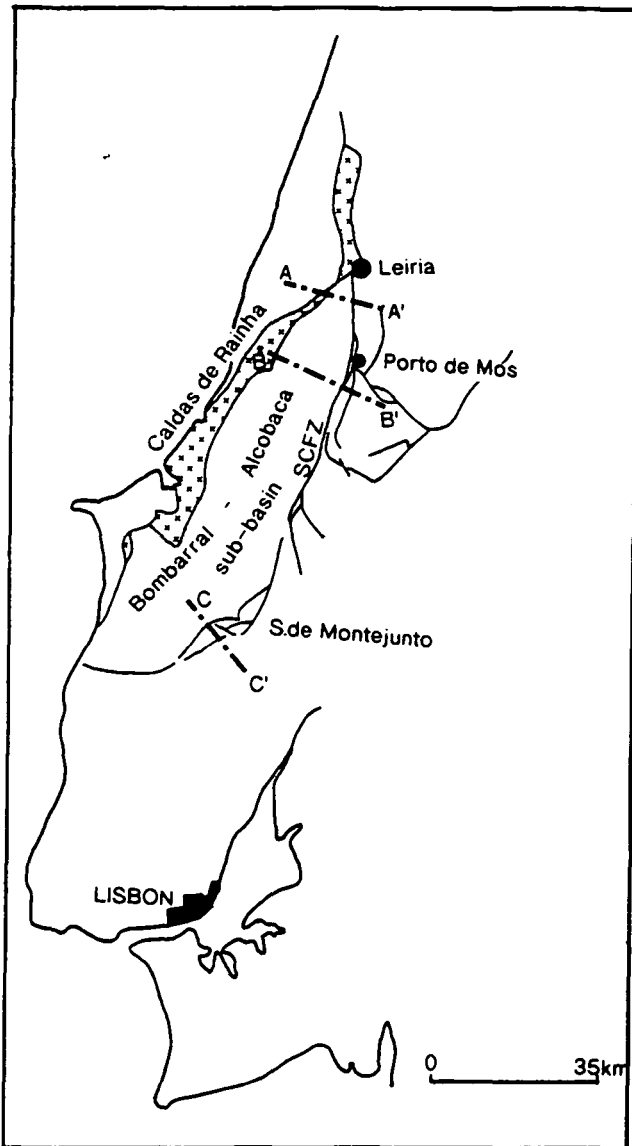 Leiria
A
A'
Caldas de Rainha
B
Porto de Mos
B'
Alcobaca
SCFZ
Bombarral - sub-basin
C
S.de Montejunto
C'
LISBON
0 35km